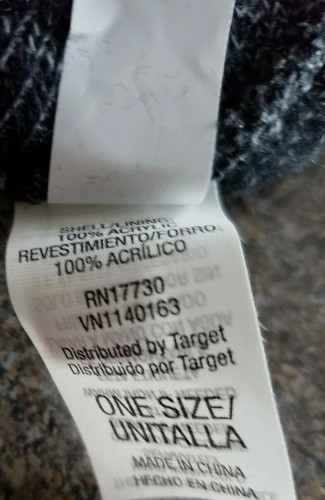 SHELL/LINING:
100% ACRYLIC
REVESTIMIENTO/FORRO:
100% ACRÍLICO
RN17730
VN1140163
Distributed by Target
Distribuido por Target
ONE SIZE/
UNITALLA
MADE IN CHINA
HECHO EN CHINA